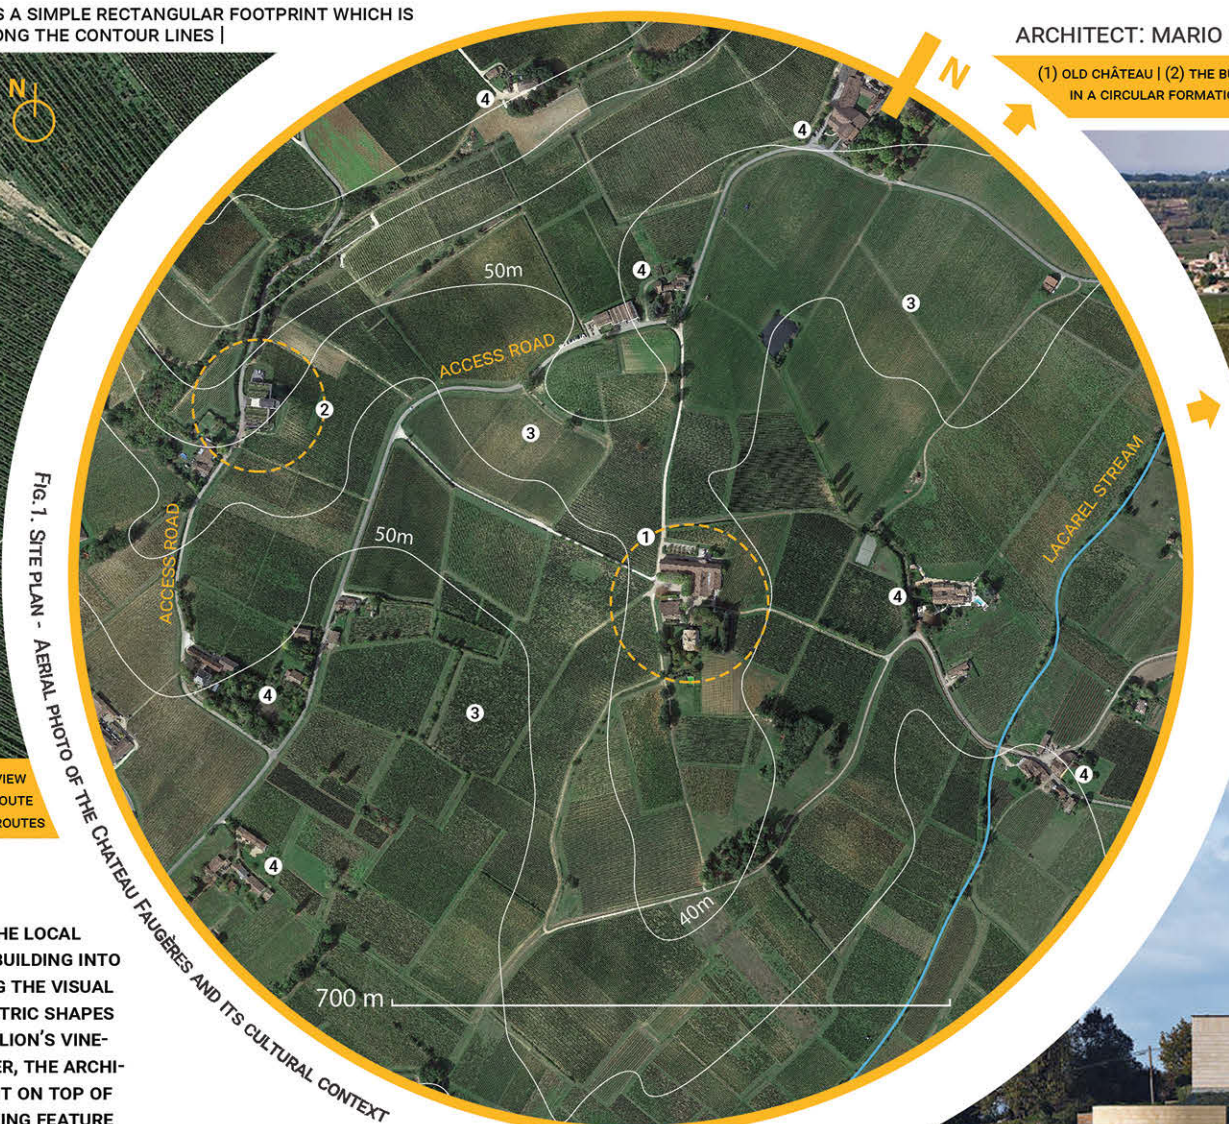 S A SIMPLE RECTANGULAR FOOTPRINT WHICH IS
ONG THE CONTOUR LINES |
ARCHITECT: MARIO
(1) OLD CHÂTEAU | (2) THE BU
IN A CIRCULAR FORMATIO
N
N
4
4
4
50m
3
ACCESS ROAD
2
3
LACAREL STREAM
50m
1
ACCESS ROAD
4
4
3
4
4
40m
700 m
FIG.1. SITE PLAN - AERIAL PHOTO OF THE CHATEAU FAUGÈRES AND ITS CULTURAL CONTEXT
VIEW
OUTE
ROUTES
HE LOCAL
BUILDING INTO
G THE VISUAL
TRIC SHAPES
LION'S VINE-
ER, THE ARCHI-
T ON TOP OF
ING FEATURE